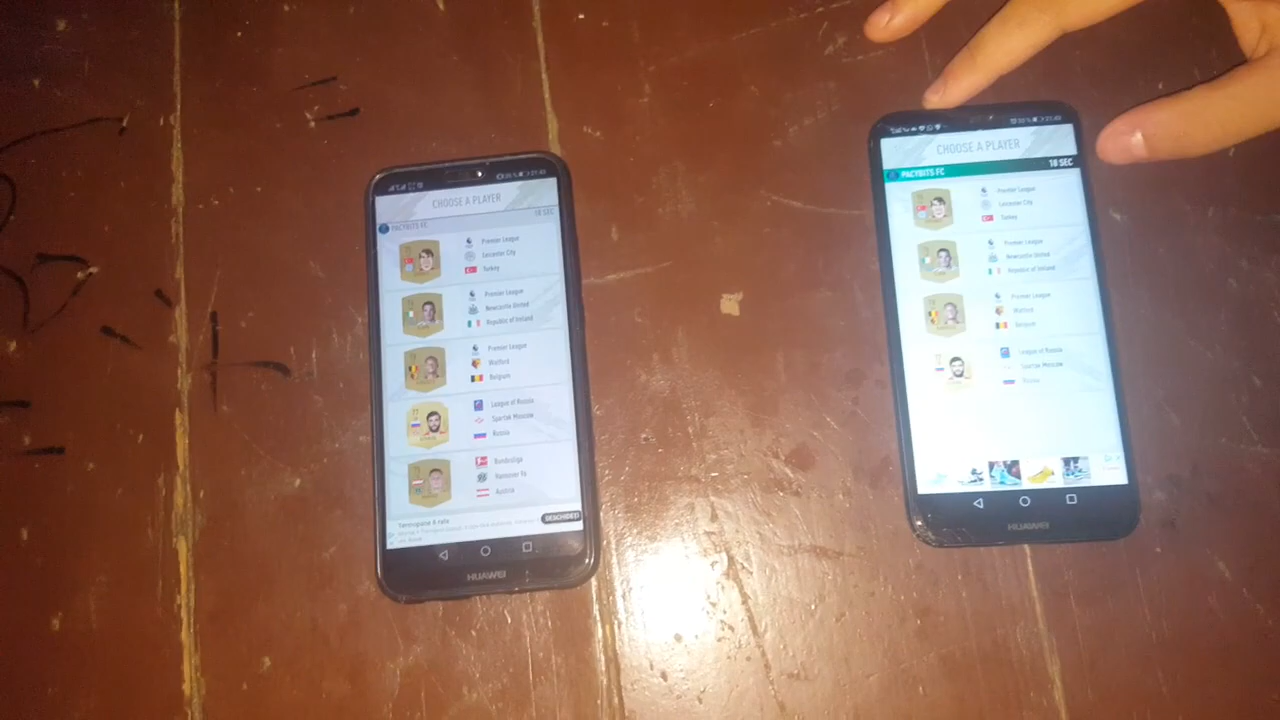 CHOOSE A PLAYER
18 SEC
PACYBITS FC
Premier League
Leicester City
Turkey
Premier League
Newcastle United
Republic of Ireland
Premier League
Watford
Belgium
77
League of Russia
Spartak Moscow
Russia
Bundesliga
Hannover 96
Austria
DESCHIDEȚI
HUAWEI
CHOOSE A PLAYER
18 SEC
PACYBITS FC
Premier League
Leicester City
Turkey
Premier League
Newcastle United
Republic of Ireland
Premier League
Watford
Belgium
League of Russia
Spartak Moscow
Russia
HUAWEI